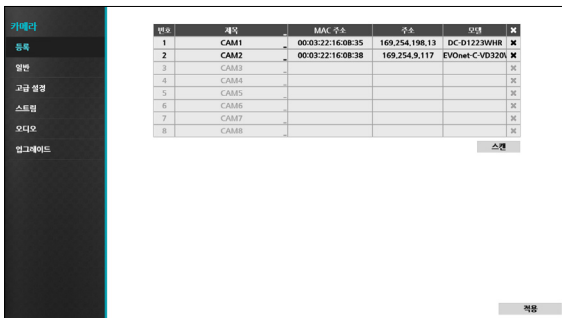 카메라
등록
일반
고급 설정
스트림
오디오
업그레이드
번호 제목 MAC 주소 주소 모델 ✖
1 CAM1 00:03:22:16:08:35 169,254,198,13 DC-D1223WHR ✖
2 CAM2 00:03:22:16:08:38 169,254,9,117 EVOnet-C-VD320\ ✖
3 CAM3 ✖
4 CAM4 ✖
5 CAM5 ✖
6 CAM6 ✖
7 CAM7 ✖
8 CAM8 ✖
스캔
적용